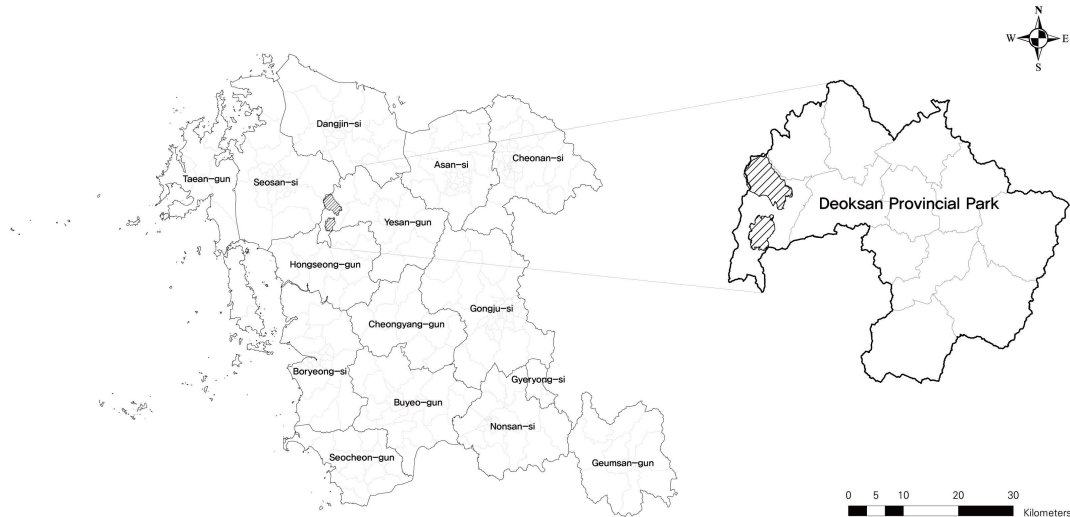 N
W E
S
Dangjin-si
Asan-si
Cheonan-si
Taean-gun
Seosan-si
Yesan-gun
Deoksan Provincial Park
Hongseong-gun
Gongju-si
Cheongyang-gun
Boryeong-si
Gyeryong-si
Buyeo-gun
Nonsan-si
Seocheon-gun
Geumsan-gun
0 5 10 20 30
Kilometers